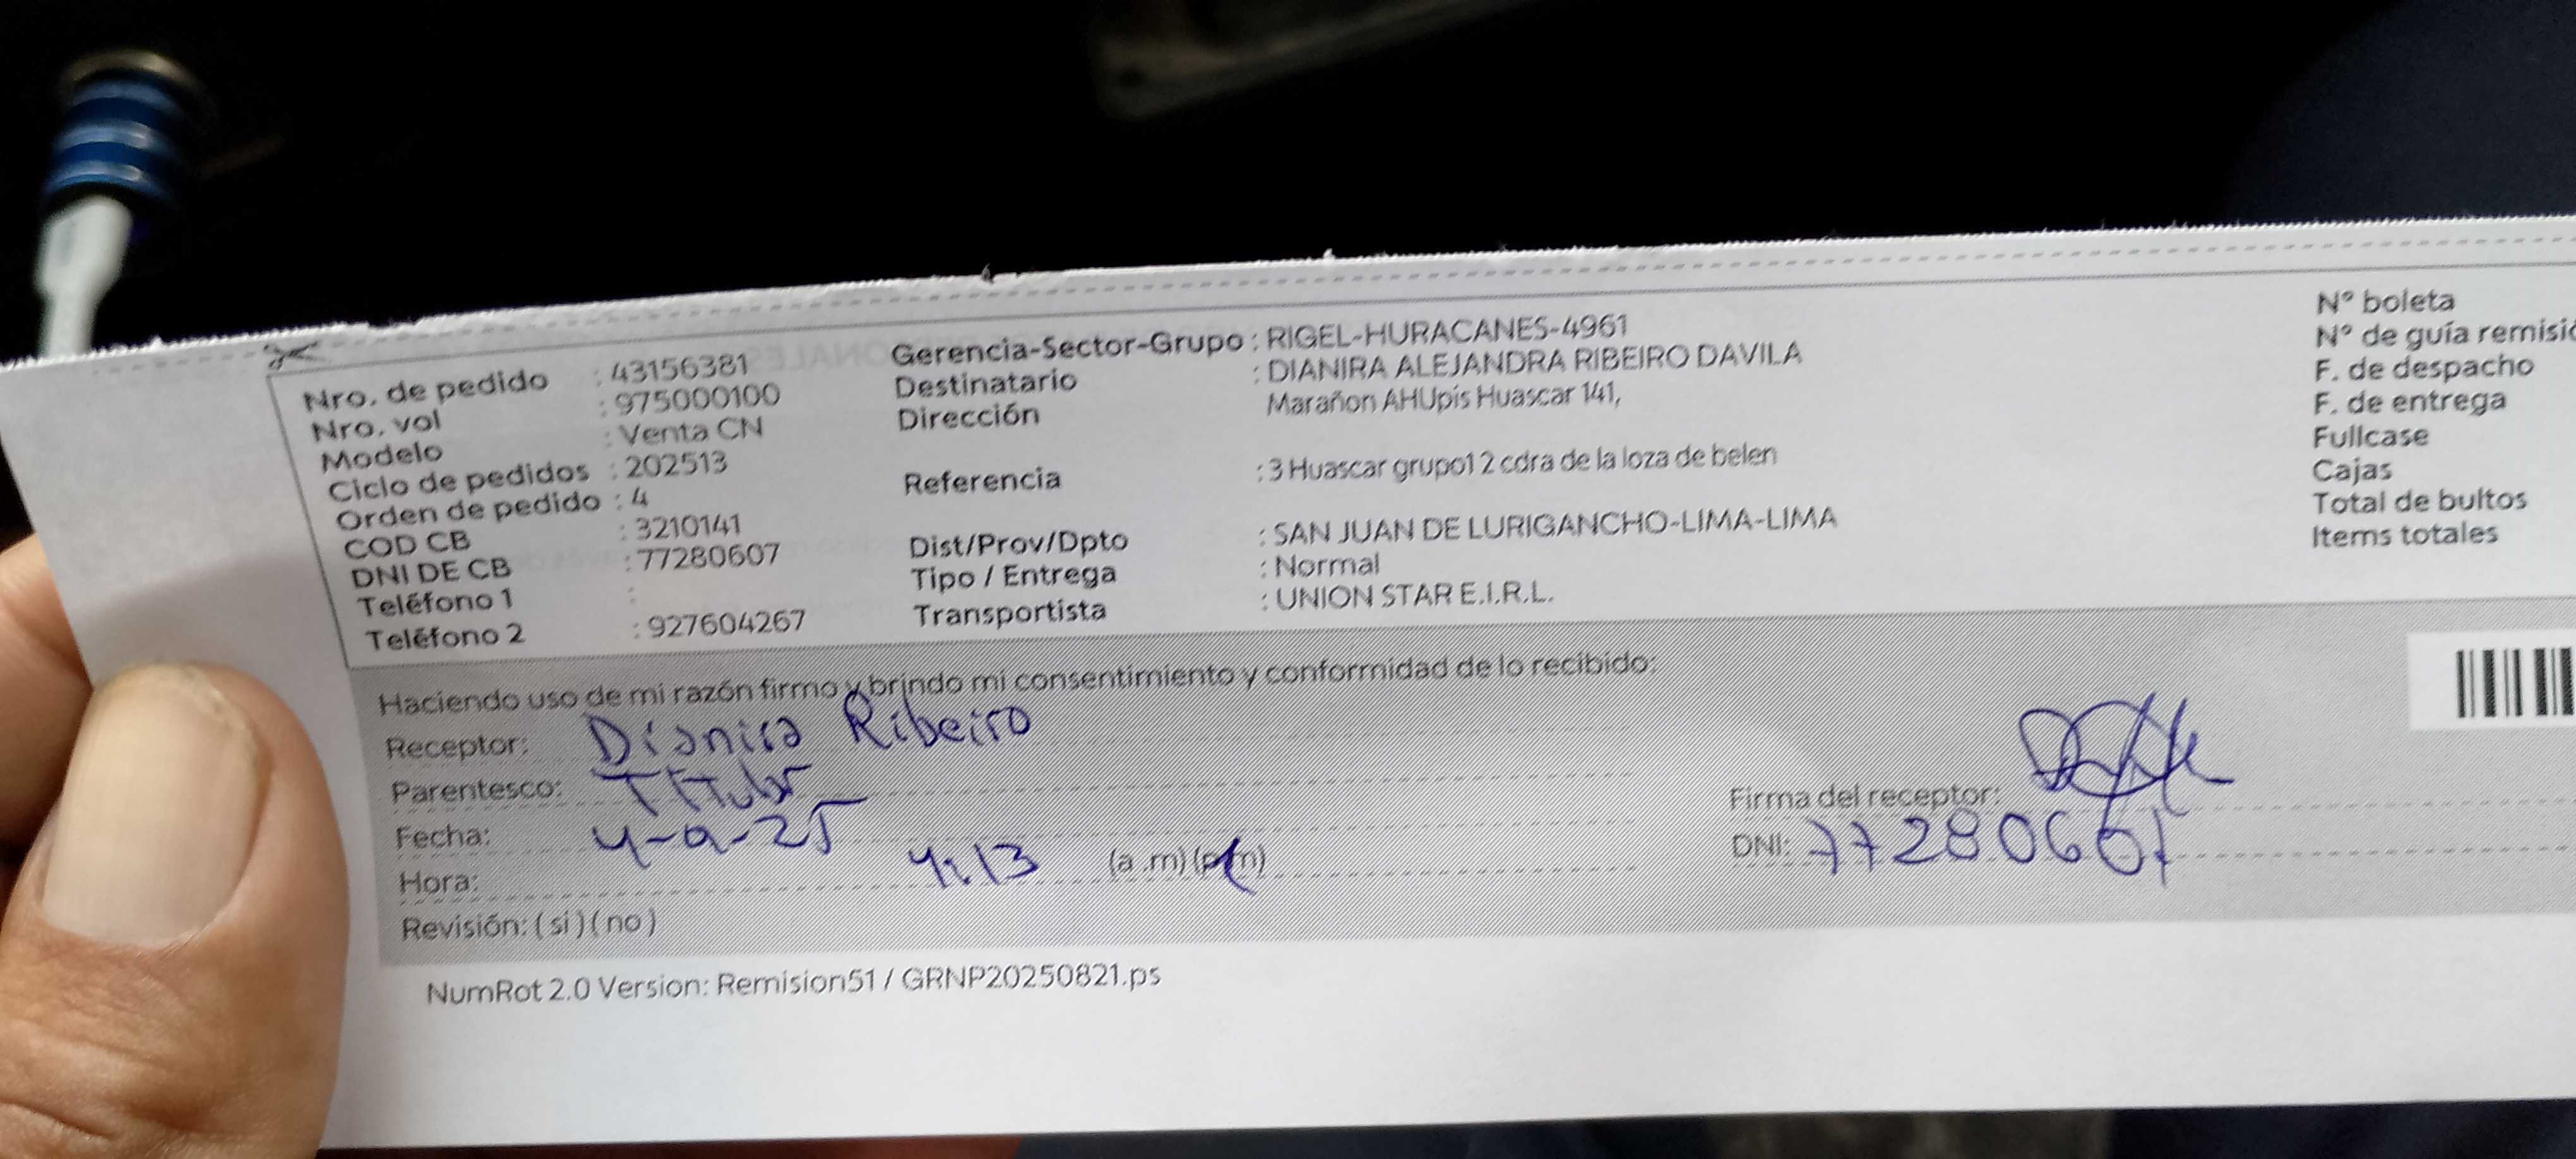 Nro. de pedido : 43156381
Nro. vol : 975000100
Modelo : Venta CN
Ciclo de pedidos : 202513
Orden de pedido : 4
COD CB : 3210141
DNI DE CB : 77280607
Teléfono 1 :
Teléfono 2 : 927604267
Gerencia-Sector-Grupo : RIGEL-HURACANES-4961
Destinatario : DIANIRA ALEJANDRA RIBEIRO DAVILA
Dirección Marañon AHUpis Huascar 141,
Referencia : 3 Huascar grupo1 2 cdra de la loza de belen
Dist/Prov/Dpto : SAN JUAN DE LURIGANCHO-LIMA-LIMA
Tipo / Entrega : Normal
Transportista : UNION STAR E.I.R.L.
N° boleta
N° de guía remisió
F. de despacho
F. de entrega
Fullcase
Cajas
Total de bultos
Items totales
Haciendo uso de mi razón firmo y brindo mi consentimiento y conformidad de lo recibido:
Receptor: Dianira Ribeiro
Parentesco: Titular
Fecha: 4-9-25
Hora: 4:13 (a .m) (p.m)
Revisión: ( si ) ( no )
Firma del receptor:
DNI: 77280607
NumRot 2.0 Version: Remision51 / GRNP20250821.ps